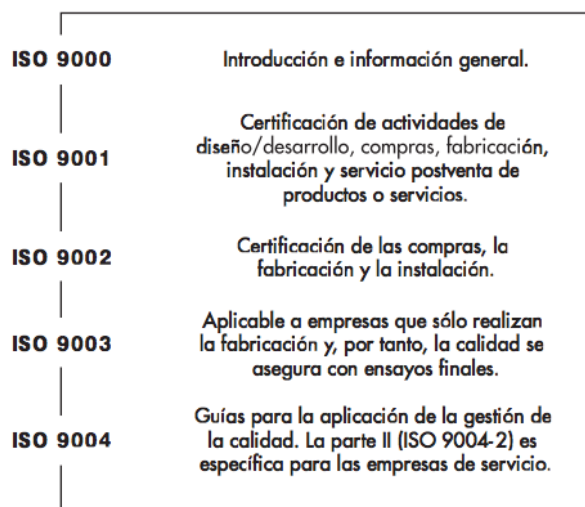 ISO 9000
Introducción e información general.
ISO 9001
Certificación de actividades de
diseño/desarrollo, compras, fabricación,
instalación y servicio postventa de
productos o servicios.
ISO 9002
Certificación de las compras, la
fabricación y la instalación.
ISO 9003
Aplicable a empresas que sólo realizan
la fabricación y, por tanto, la calidad se
asegura con ensayos finales.
ISO 9004
Guías para la aplicación de la gestión de
la calidad. La parte II (ISO 9004-2) es
específica para las empresas de servicio.